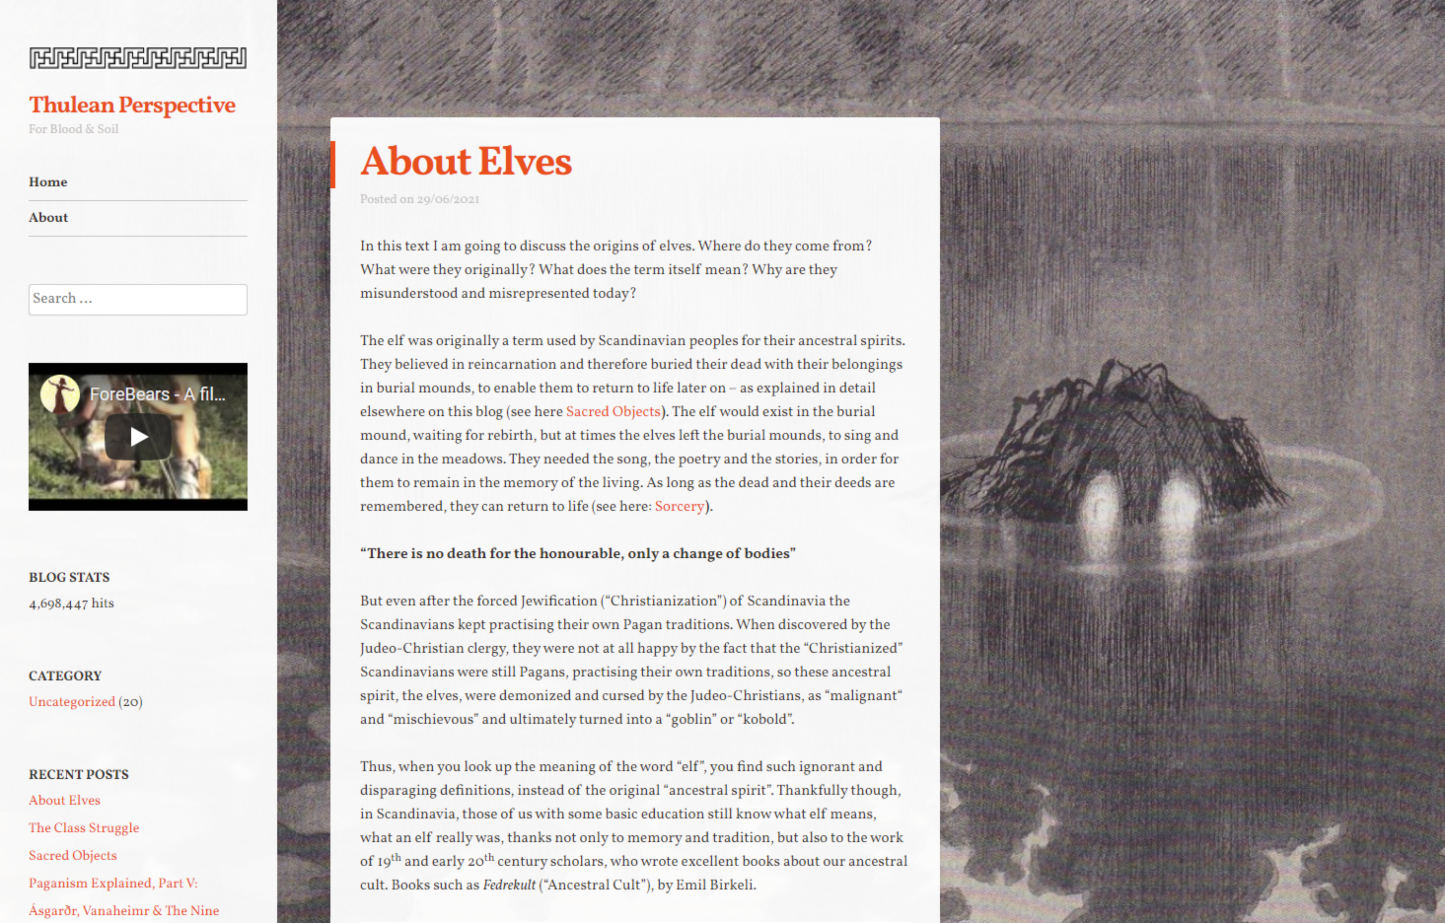 Thulean Perspective
For Blood & Soil
Home
About
Search ...
ForeBears - A fil...
BLOG STATS
4,698,447 hits
CATEGORY
Uncategorized (20)
RECENT POSTS
About Elves
The Class Struggle
Sacred Objects
Paganism Explained, Part V:
Ásgarðr, Vanaheimr & The Nine
About Elves
Posted on 29/06/2021
In this text I am going to discuss the origins of elves. Where do they come from?
What were they originally? What does the term itself mean? Why are they
misunderstood and misrepresented today?
The elf was originally a term used by Scandinavian peoples for their ancestral spirits.
They believed in reincarnation and therefore buried their dead with their belongings
in burial mounds, to enable them to return to life later on – as explained in detail
elsewhere on this blog (see here Sacred Objects). The elf would exist in the burial
mound, waiting for rebirth, but at times the elves left the burial mounds, to sing and
dance in the meadows. They needed the song, the poetry and the stories, in order for
them to remain in the memory of the living. As long as the dead and their deeds are
remembered, they can return to life (see here: Sorcery).
“There is no death for the honourable, only a change of bodies”
But even after the forced Jewification (“Christianization”) of Scandinavia the
Scandinavians kept practising their own Pagan traditions. When discovered by the
Judeo-Christian clergy, they were not at all happy by the fact that the “Christianized”
Scandinavians were still Pagans, practising their own traditions, so these ancestral
spirit, the elves, were demonized and cursed by the Judeo-Christians, as “malignant“
and “mischievous” and ultimately turned into a “goblin” or “kobold”.
Thus, when you look up the meaning of the word “elf”, you find such ignorant and
disparaging definitions, instead of the original “ancestral spirit”. Thankfully though,
in Scandinavia, those of us with some basic education still know what elf means,
what an elf really was, thanks not only to memory and tradition, but also to the work
of 19th and early 20th century scholars, who wrote excellent books about our ancestral
cult. Books such as Fedrekult (“Ancestral Cult”), by Emil Birkeli.